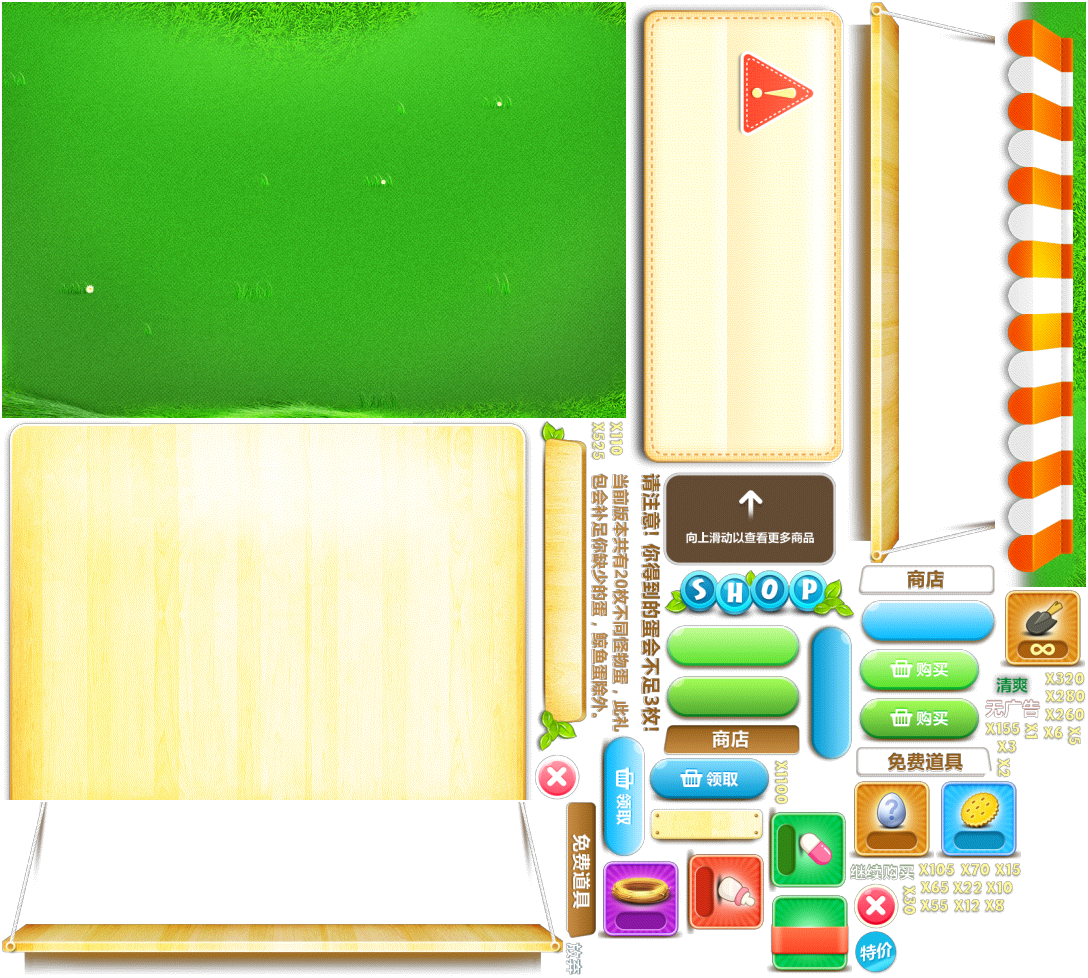 X110
X525
请注意！你得到的蛋会不足3枚!
当前版本共有20枚不同怪物蛋，此礼
包会补足你缺少的蛋，鲸鱼蛋除外。
向上滑动以查看更多商品
SHOP
商店
商店
购买
购买
清爽
无广告
X320
X280
X260
X155
X1
X6
X5
X3
X2
免费道具
领取
领取
X1100
免费道具
放弃
继续购买
X105
X70
X15
X65
X22
X10
X30
X55
X12
X8
特价